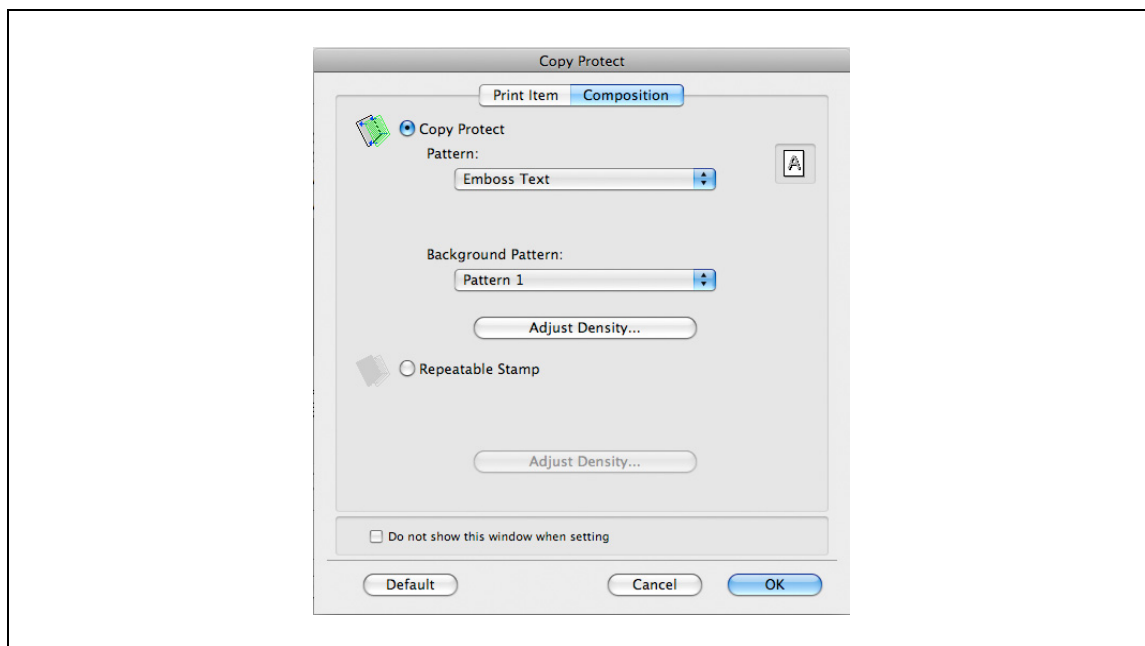 Copy Protect
Print Item Composition
Copy Protect
Pattern:
A
Emboss Text
Background Pattern:
Pattern 1
Adjust Density...
Repeatable Stamp
Adjust Density...
Do not show this window when setting
Default Cancel OK